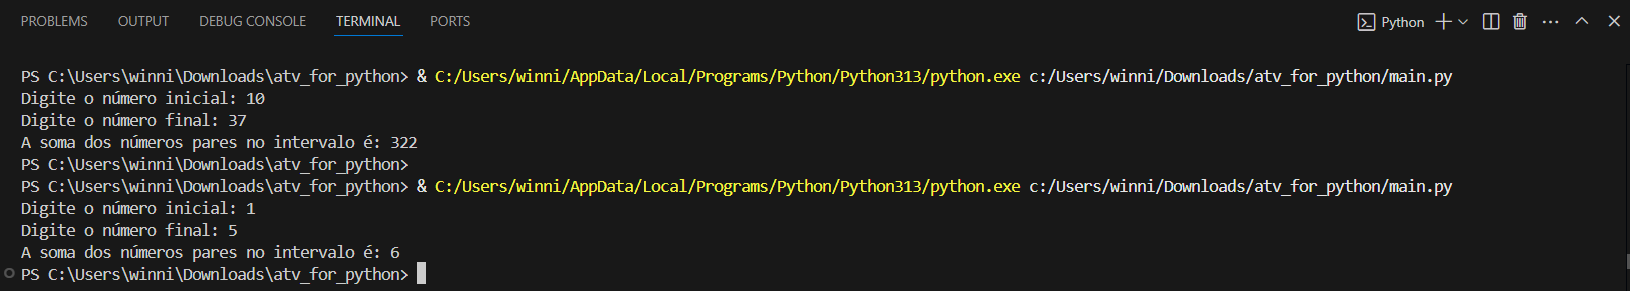 PROBLEMS OUTPUT DEBUG CONSOLE TERMINAL PORTS Python
PS C:\Users\winni\Downloads\atv_for_python> & C:/Users/winni/AppData/Local/Programs/Python/Python313/python.exe c:/Users/winni/Downloads/atv_for_python/main.py
Digite o número inicial: 10
Digite o número final: 37
A soma dos números pares no intervalo é: 322
PS C:\Users\winni\Downloads\atv_for_python>
PS C:\Users\winni\Downloads\atv_for_python> & C:/Users/winni/AppData/Local/Programs/Python/Python313/python.exe c:/Users/winni/Downloads/atv_for_python/main.py
Digite o número inicial: 1
Digite o número final: 5
A soma dos números pares no intervalo é: 6
PS C:\Users\winni\Downloads\atv_for_python>